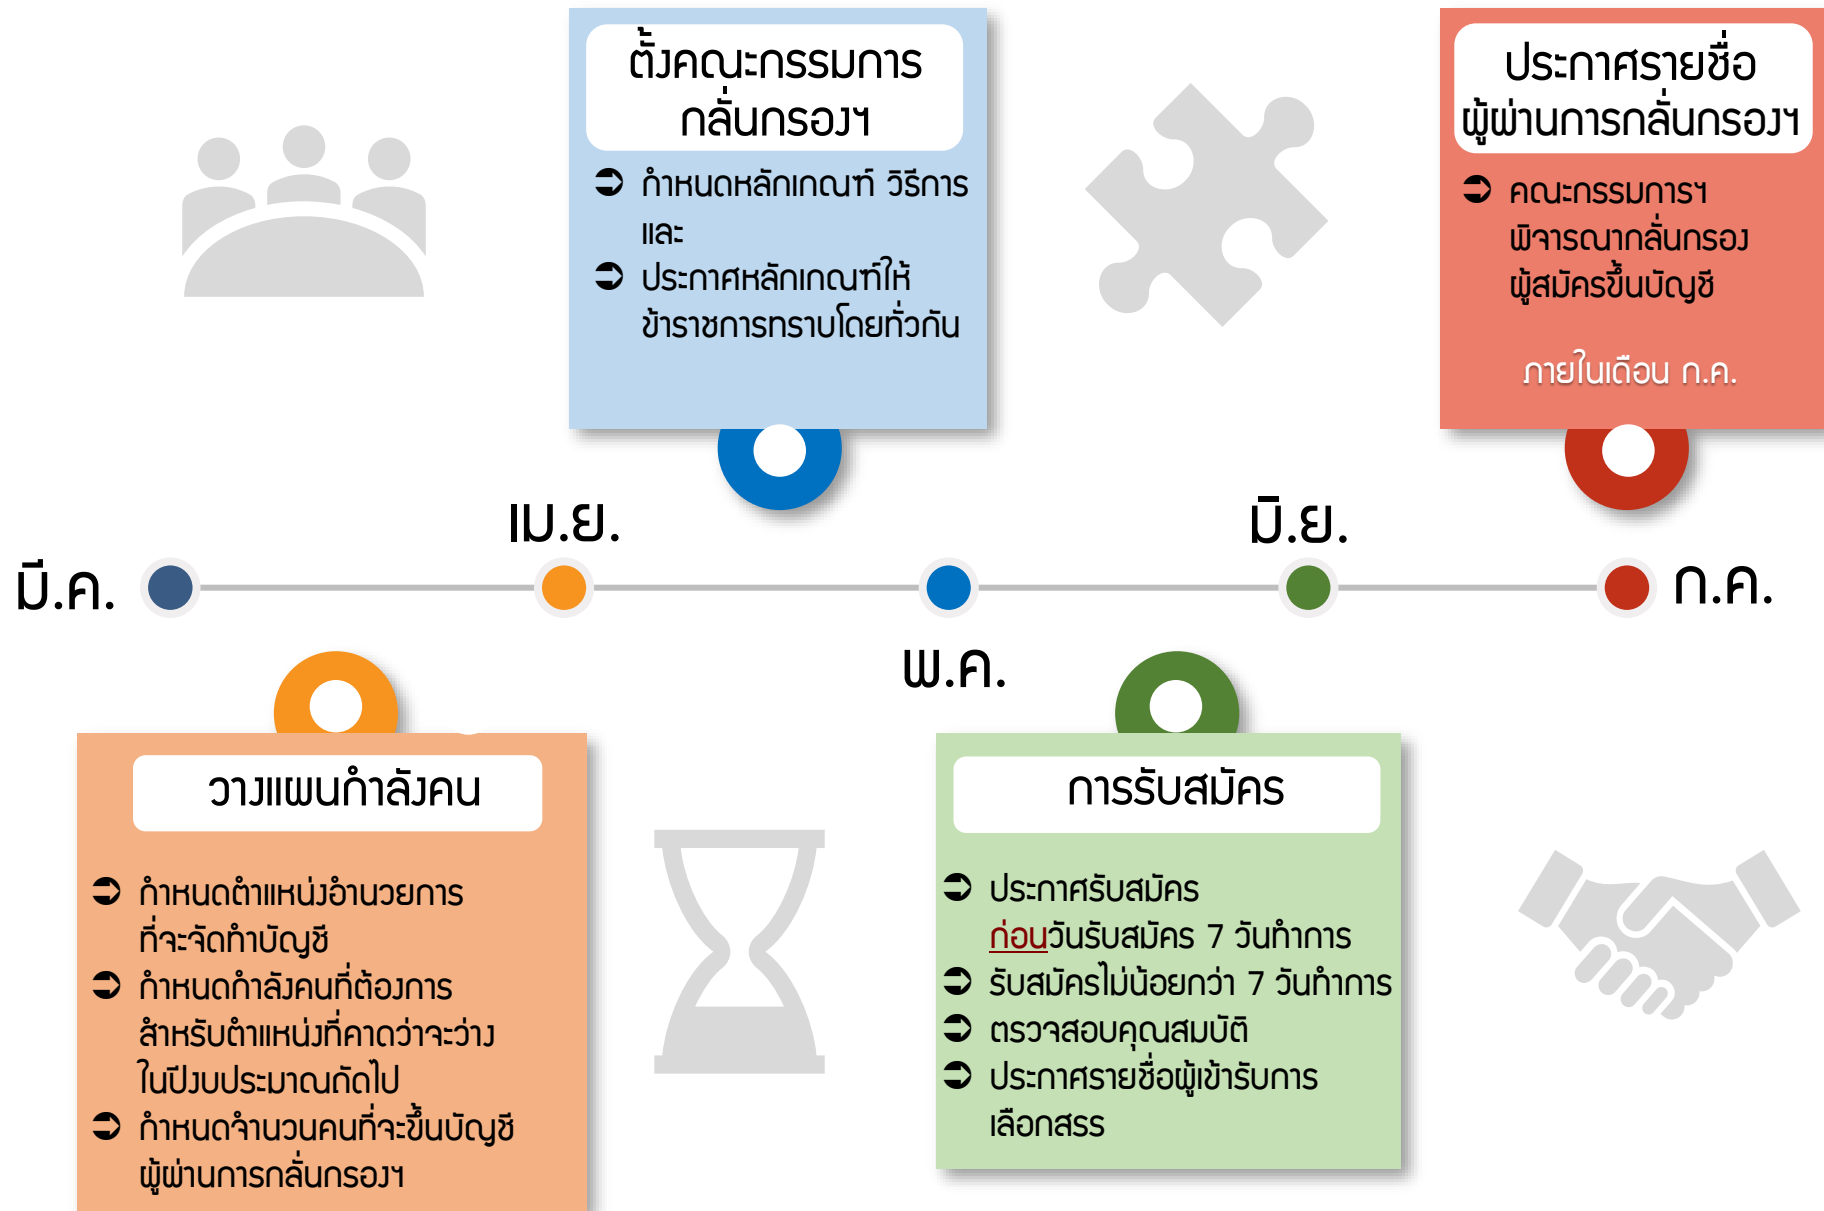 ตั้งคณะกรรมการ
กลั่นกรองฯ
กำหนดหลักเกณฑ์ วิธีการ
และ
ประกาศหลักเกณฑ์ให้
ข้าราชการทราบโดยทั่วกัน
ประกาศรายชื่อ
ผู้ผ่านการกลั่นกรองฯ
คณะกรรมการฯ
พิจารณากลั่นกรอง
ผู้สมัครขึ้นบัญชี
ภายในเดือน ก.ค.
มี.ค.
เม.ย.
พ.ค.
มิ.ย.
ก.ค.
วางแผนกำลังคน
กำหนดตำแหน่งอำนวยการ
ที่จะจัดทำบัญชี
กำหนดกำลังคนที่ต้องการ
สำหรับตำแหน่งที่คาดว่าจะว่าง
ในปีงบประมาณถัดไป
กำหนดจำนวนคนที่จะขึ้นบัญชี
ผู้ผ่านการกลั่นกรองฯ
การรับสมัคร
ประกาศรับสมัคร
ก่อนวันรับสมัคร 7 วันทำการ
รับสมัครไม่น้อยกว่า 7 วันทำการ
ตรวจสอบคุณสมบัติ
ประกาศรายชื่อผู้เข้ารับการ
เลือกสรร